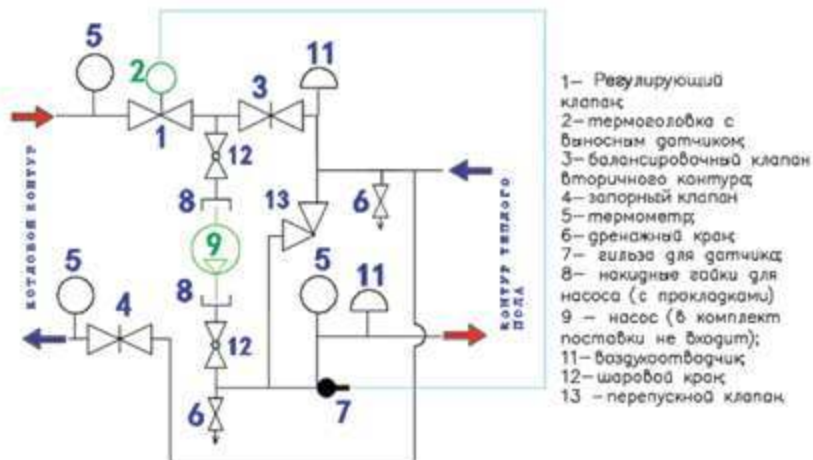 5
2
1
3
11
12
8
9
8
12
6
13
6
5
11
7
5
4
КОТЛОВОЙ КОНТУР
КОНТУР ТЕПЛОГО
ПОЛА
1– Регулирующий
клапан;
2–термоголовка с
выносным датчиком;
3–балансировочный клапан
вторичного контура;
4–запорный клапан
5–термометр;
6–дренажный кран;
7– гильза для датчика;
8– накидные гайки для
насоса (с прокладками)
9 – насос (в комплект
поставки не входит);
11–воздухоотводчик;
12–шаровой кран;
13 –перепускной клапан;